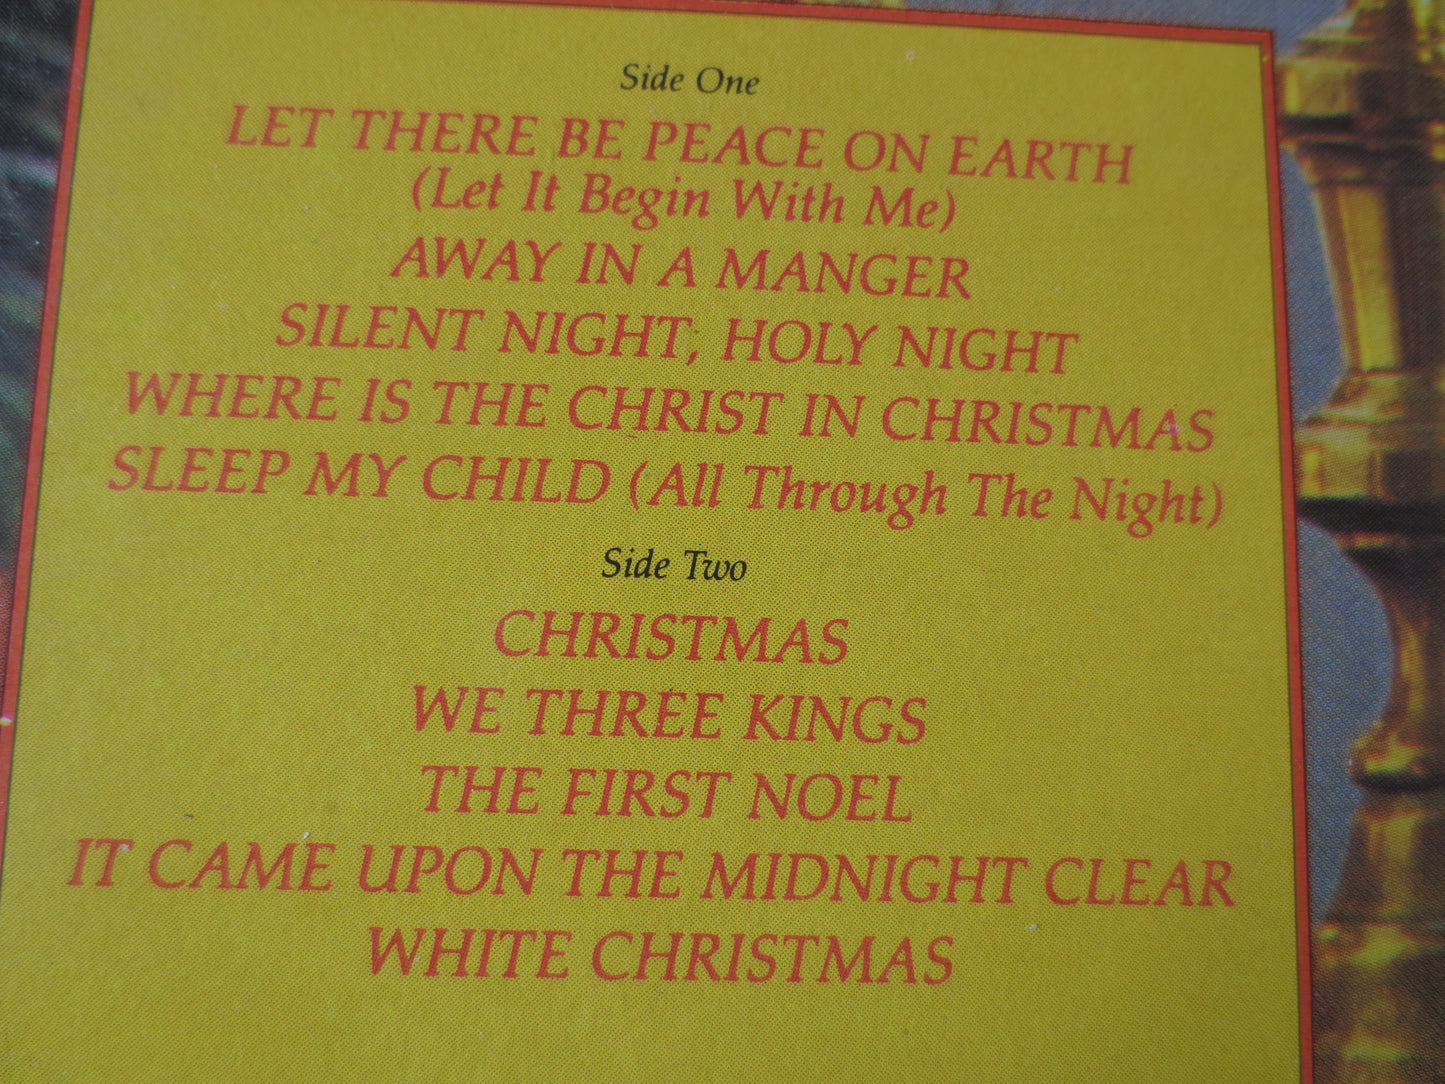 Side One
LET THERE BE PEACE ON EARTH
(Let It Begin With Me)
AWAY IN A MANGER
SILENT NIGHT, HOLY NIGHT
WHERE IS THE CHRIST IN CHRISTMAS
SLEEP MY CHILD (All Through The Night)
Side Two
CHRISTMAS
WE THREE KINGS
THE FIRST NOEL
IT CAME UPON THE MIDNIGHT CLEAR
WHITE CHRISTMAS